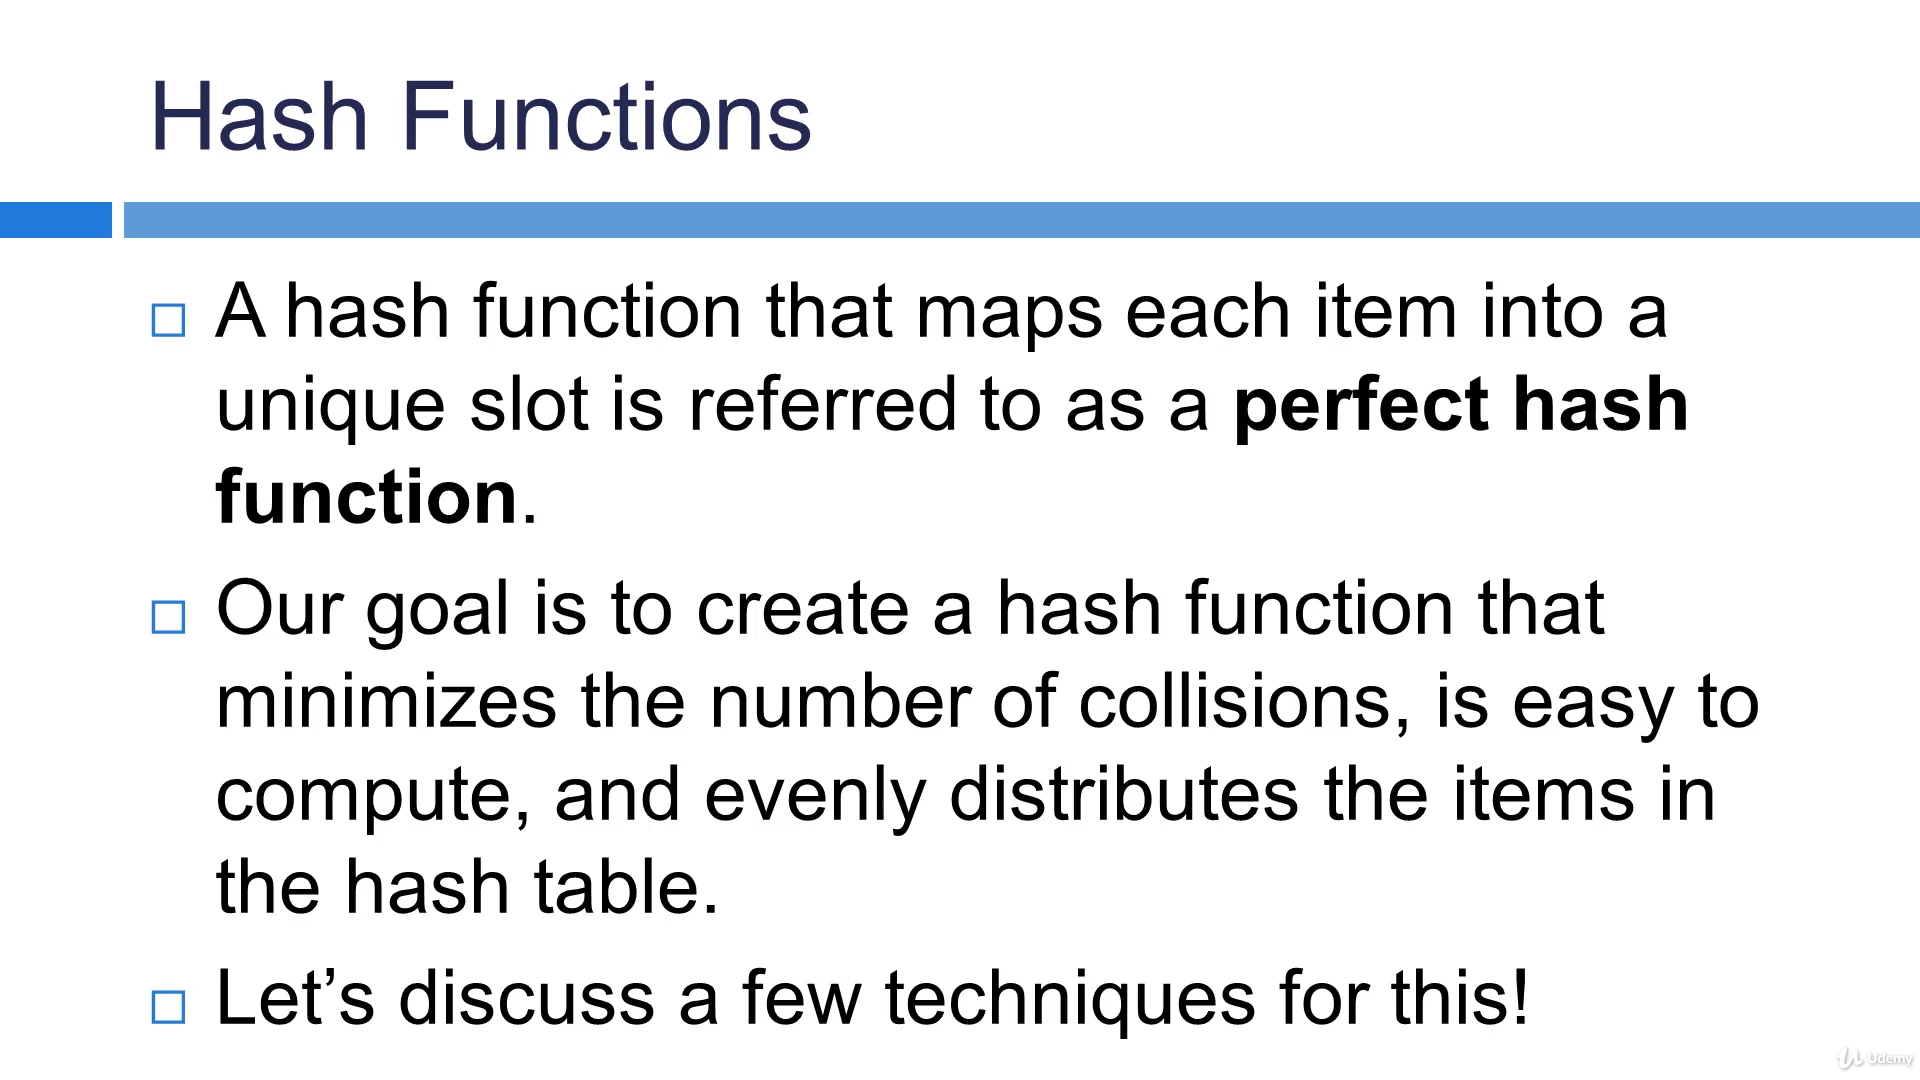 Hash Functions
A hash function that maps each item into a
unique slot is referred to as a perfect hash
function.
Our goal is to create a hash function that
minimizes the number of collisions, is easy to
compute, and evenly distributes the items in
the hash table.
Let’s discuss a few techniques for this!
Udemy